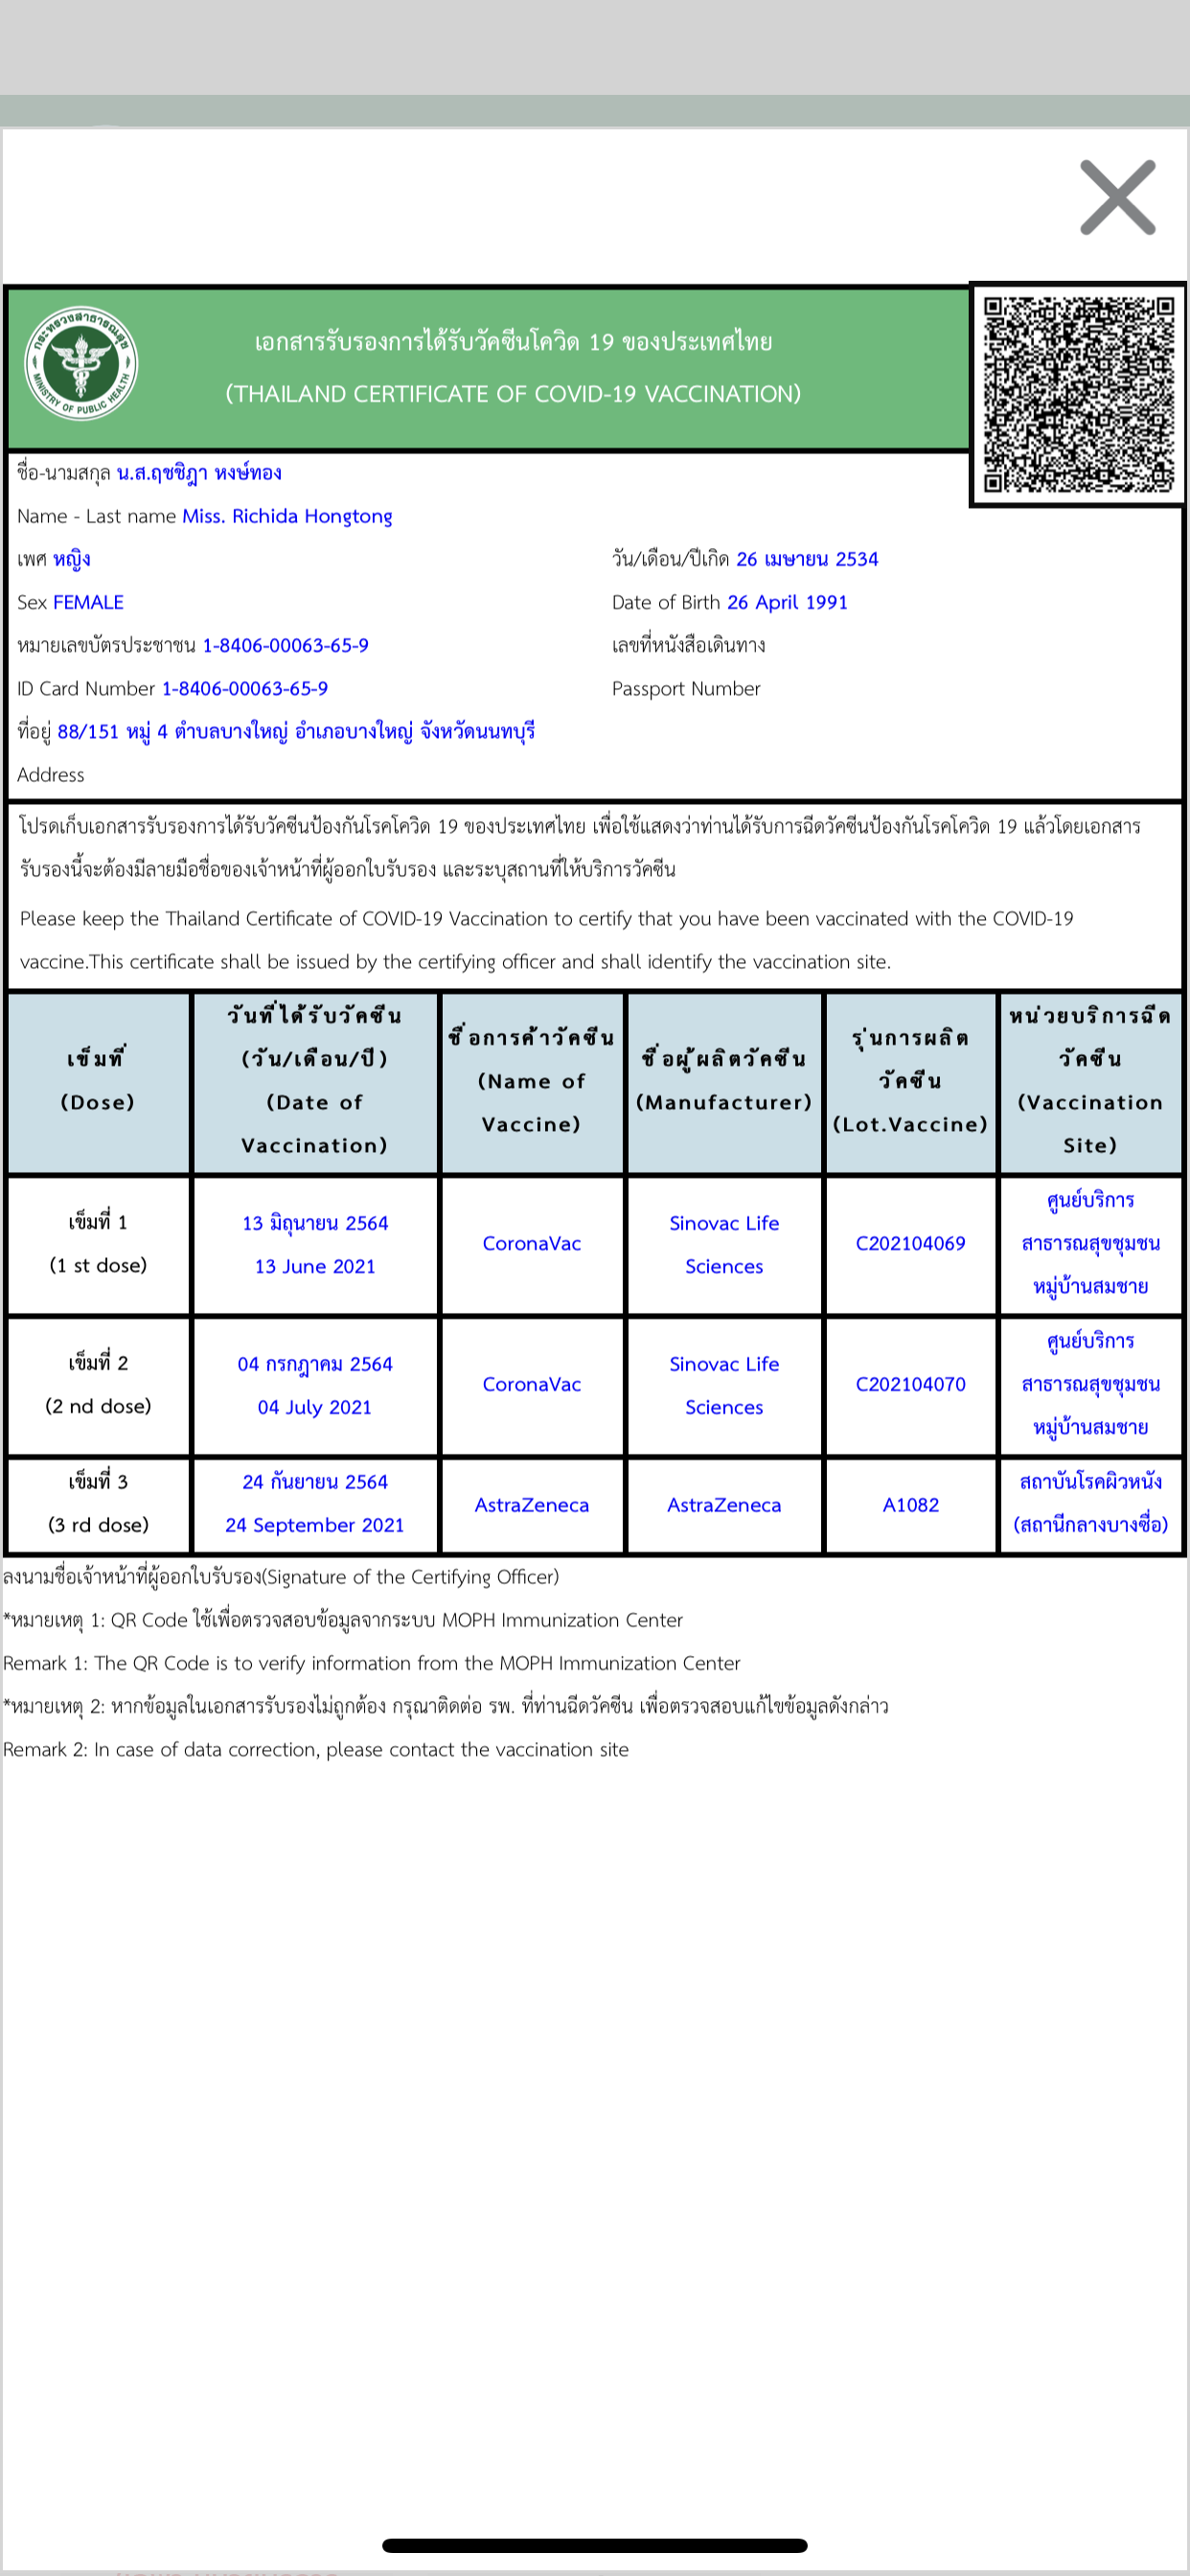 กระทรวงสาธารณสุข
MINISTRY OF PUBLIC HEALTH
เอกสารรับรองการได้รับวัคซีนโควิด 19 ของประเทศไทย
(THAILAND CERTIFICATE OF COVID-19 VACCINATION)
ชื่อ-นามสกุล น.ส.ฤชชิฎา หงษ์ทอง
Name - Last name Miss. Richida Hongtong
เพศ หญิง วัน/เดือน/ปีเกิด 26 เมษายน 2534
Sex FEMALE Date of Birth 26 April 1991
หมายเลขบัตรประชาชน 1-8406-00063-65-9 เลขที่หนังสือเดินทาง
ID Card Number 1-8406-00063-65-9 Passport Number
ที่อยู่ 88/151 หมู่ 4 ตำบลบางใหญ่ อำเภอบางใหญ่ จังหวัดนนทบุรี
Address
โปรดเก็บเอกสารรับรองการได้รับวัคซีนป้องกันโรคโควิด 19 ของประเทศไทย เพื่อใช้แสดงว่าท่านได้รับการฉีดวัคซีนป้องกันโรคโควิด 19 แล้วโดยเอกสาร
รับรองนี้จะต้องมีลายมือชื่อของเจ้าหน้าที่ผู้ออกใบรับรอง และระบุสถานที่ให้บริการวัคซีน
Please keep the Thailand Certificate of COVID-19 Vaccination to certify that you have been vaccinated with the COVID-19
vaccine.This certificate shall be issued by the certifying officer and shall identify the vaccination site.
เข็มที่
(Dose)
วันที่ได้รับวัคซีน
(วัน/เดือน/ปี)
(Date of
Vaccination)
ชื่อการค้าวัคซีน
(Name of
Vaccine)
ชื่อผู้ผลิตวัคซีน
(Manufacturer)
รุ่นการผลิต
วัคซีน
(Lot.Vaccine)
หน่วยบริการฉีด
วัคซีน
(Vaccination
Site)
เข็มที่ 1
(1 st dose)
13 มิถุนายน 2564
13 June 2021
CoronaVac
Sinovac Life
Sciences
C202104069
ศูนย์บริการ
สาธารณสุขชุมชน
หมู่บ้านสมชาย
เข็มที่ 2
(2 nd dose)
04 กรกฎาคม 2564
04 July 2021
CoronaVac
Sinovac Life
Sciences
C202104070
ศูนย์บริการ
สาธารณสุขชุมชน
หมู่บ้านสมชาย
เข็มที่ 3
(3 rd dose)
24 กันยายน 2564
24 September 2021
AstraZeneca
AstraZeneca
A1082
สถาบันโรคผิวหนัง
(สถานีกลางบางซื่อ)
ลงนามชื่อเจ้าหน้าที่ผู้ออกใบรับรอง(Signature of the Certifying Officer)
*หมายเหตุ 1: QR Code ใช้เพื่อตรวจสอบข้อมูลจากระบบ MOPH Immunization Center
Remark 1: The QR Code is to verify information from the MOPH Immunization Center
*หมายเหตุ 2: หากข้อมูลในเอกสารรับรองไม่ถูกต้อง กรุณาติดต่อ รพ. ที่ท่านฉีดวัคซีน เพื่อตรวจสอบแก้ไขข้อมูลดังกล่าว
Remark 2: In case of data correction, please contact the vaccination site